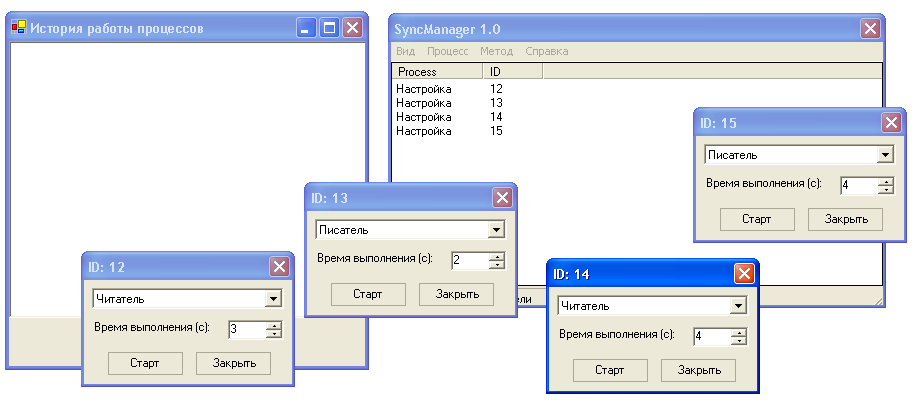 История работы процессов
SyncManager 1.0
Вид Процесс Метод Справка
Process ID
Настройка 12
Настройка 13
Настройка 14
Настройка 15
ID: 15
Писатель
Время выполнения (с): 4
Старт Закрыть
ID: 13
Писатель
Время выполнения (с): 2
Старт Закрыть
ID: 12
Читатель
Время выполнения (с): 3
Старт Закрыть
ID: 14
Читатель
Время выполнения (с): 4
Старт Закрыть